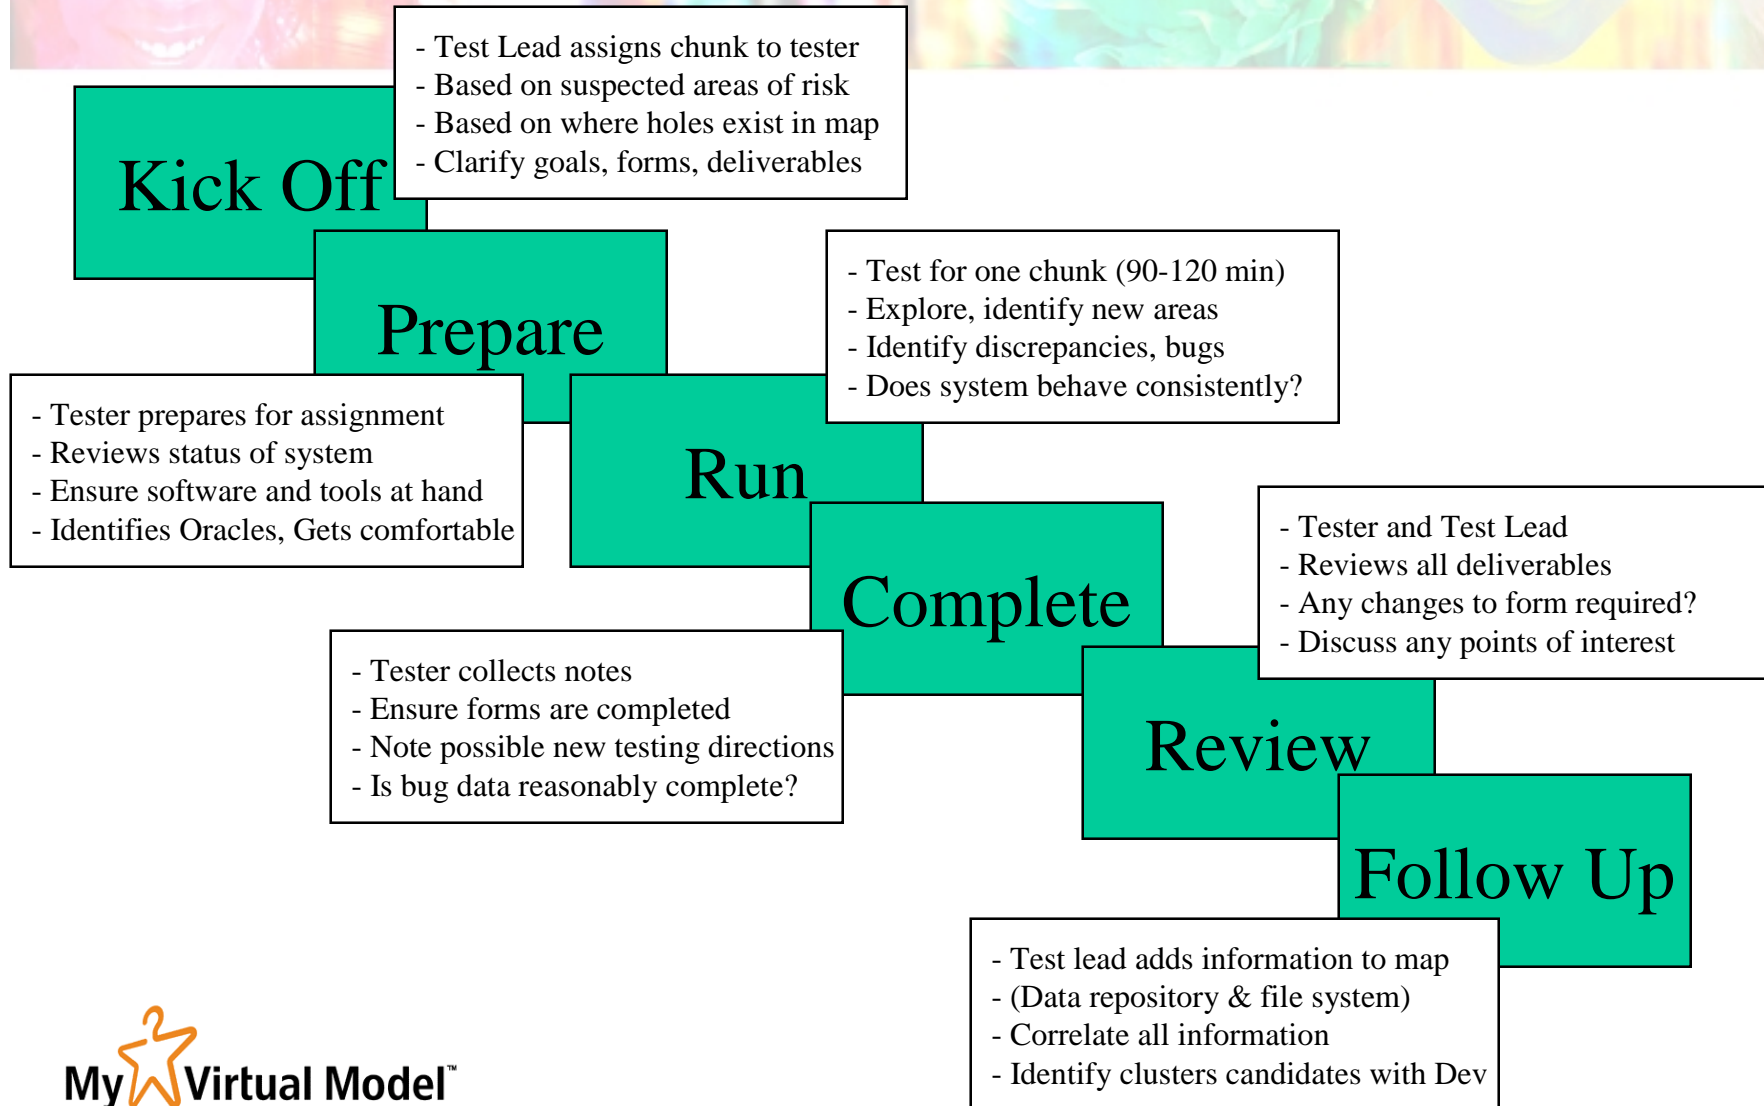 Kick Off
- Test Lead assigns chunk to tester
- Based on suspected areas of risk
- Based on where holes exist in map
- Clarify goals, forms, deliverables
Prepare
- Tester prepares for assignment
- Reviews status of system
- Ensure software and tools at hand
- Identifies Oracles, Gets comfortable
Run
- Test for one chunk (90-120 min)
- Explore, identify new areas
- Identify discrepancies, bugs
- Does system behave consistently?
Complete
- Tester collects notes
- Ensure forms are completed
- Note possible new testing directions
- Is bug data reasonably complete?
Review
- Tester and Test Lead
- Reviews all deliverables
- Any changes to form required?
- Discuss any points of interest
Follow Up
- Test lead adds information to map
- (Data repository & file system)
- Correlate all information
- Identify clusters candidates with Dev
My Virtual Model™